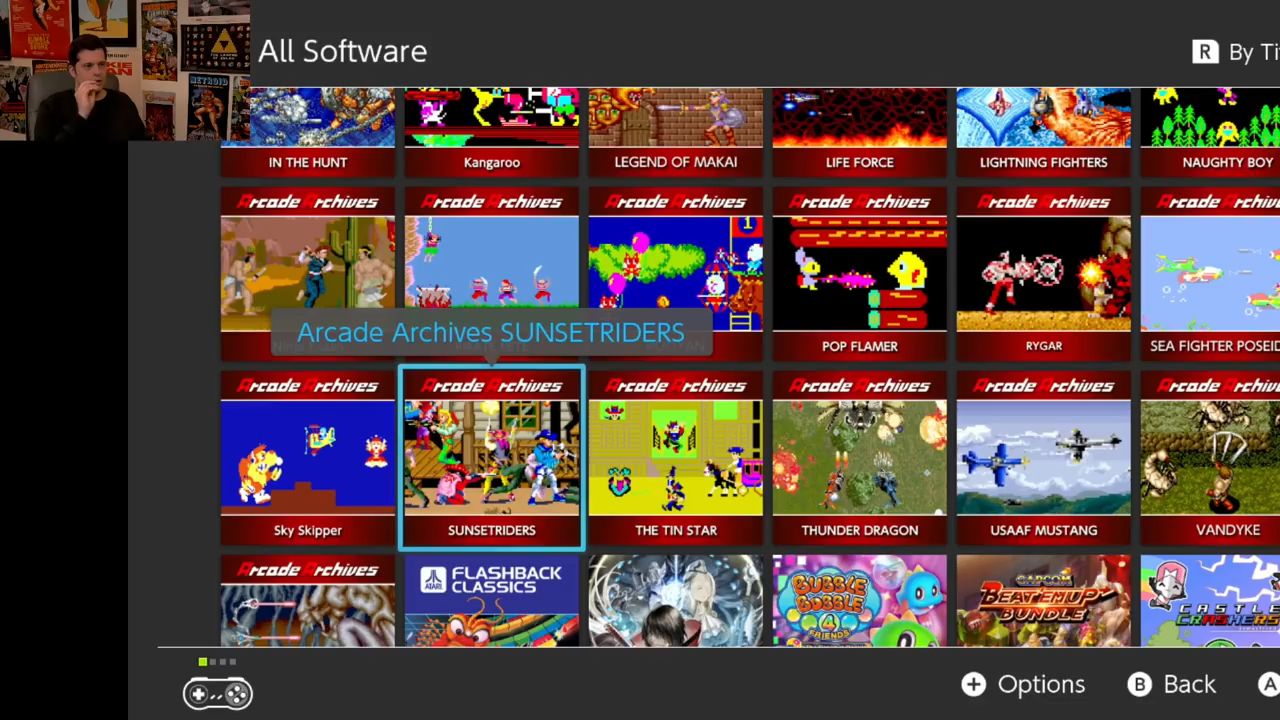 All Software
R By Ti
IN THE HUNT
Kangaroo
LEGEND OF MAKAI
LIFE FORCE
LIGHTNING FIGHTERS
NAUGHTY BOY
Arcade Archives
Arcade Archives
Arcade Archives
Arcade Archives
Arcade Archives
Arcade Archiv
1
Arcade Archives SUNSETRIDERS
POP FLAMER
RYGAR
SEA FIGHTER POSEID
Arcade Archives
Arcade Archives
Arcade Archives
Arcade Archives
Arcade Archives
Arcade Archiv
Sky Skipper
SUNSETRIDERS
THE TIN STAR
THUNDER DRAGON
USAAF MUSTANG
VANDYKE
Arcade Archives
ATARI
FLASHBACK
CLASSICS
BUBBLE
BOBBLE
4
FRIENDS
CAPCOM
BEAT'EM UP
BUNDLE
CASTLE
CRASHERS
+ Options
B Back
A